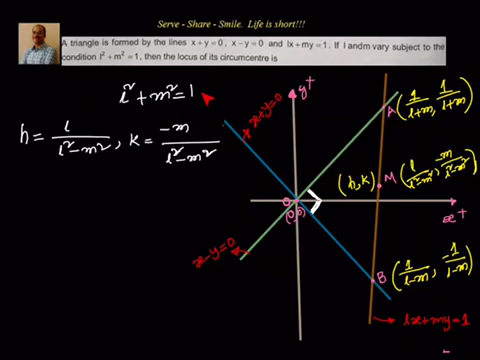 Serve - Share - Smile. Life is short!!!
A triangle is formed by the lines x + y = 0, x − y = 0 and lx + my = 1. If l and m vary subject to the
condition l² + m² = 1, then the locus of its circumcentre is
l² + m² = 1
h = l/(l² − m²), k = −m/(l² − m²)
y+
x+y=0
A (1/(l+m), 1/(l+m))
(h,k) M (l/(l²−m²), −m/(l²−m²))
O
(0,0)
x+
x−y=0
B (1/(l−m), −1/(l−m))
lx+my=1